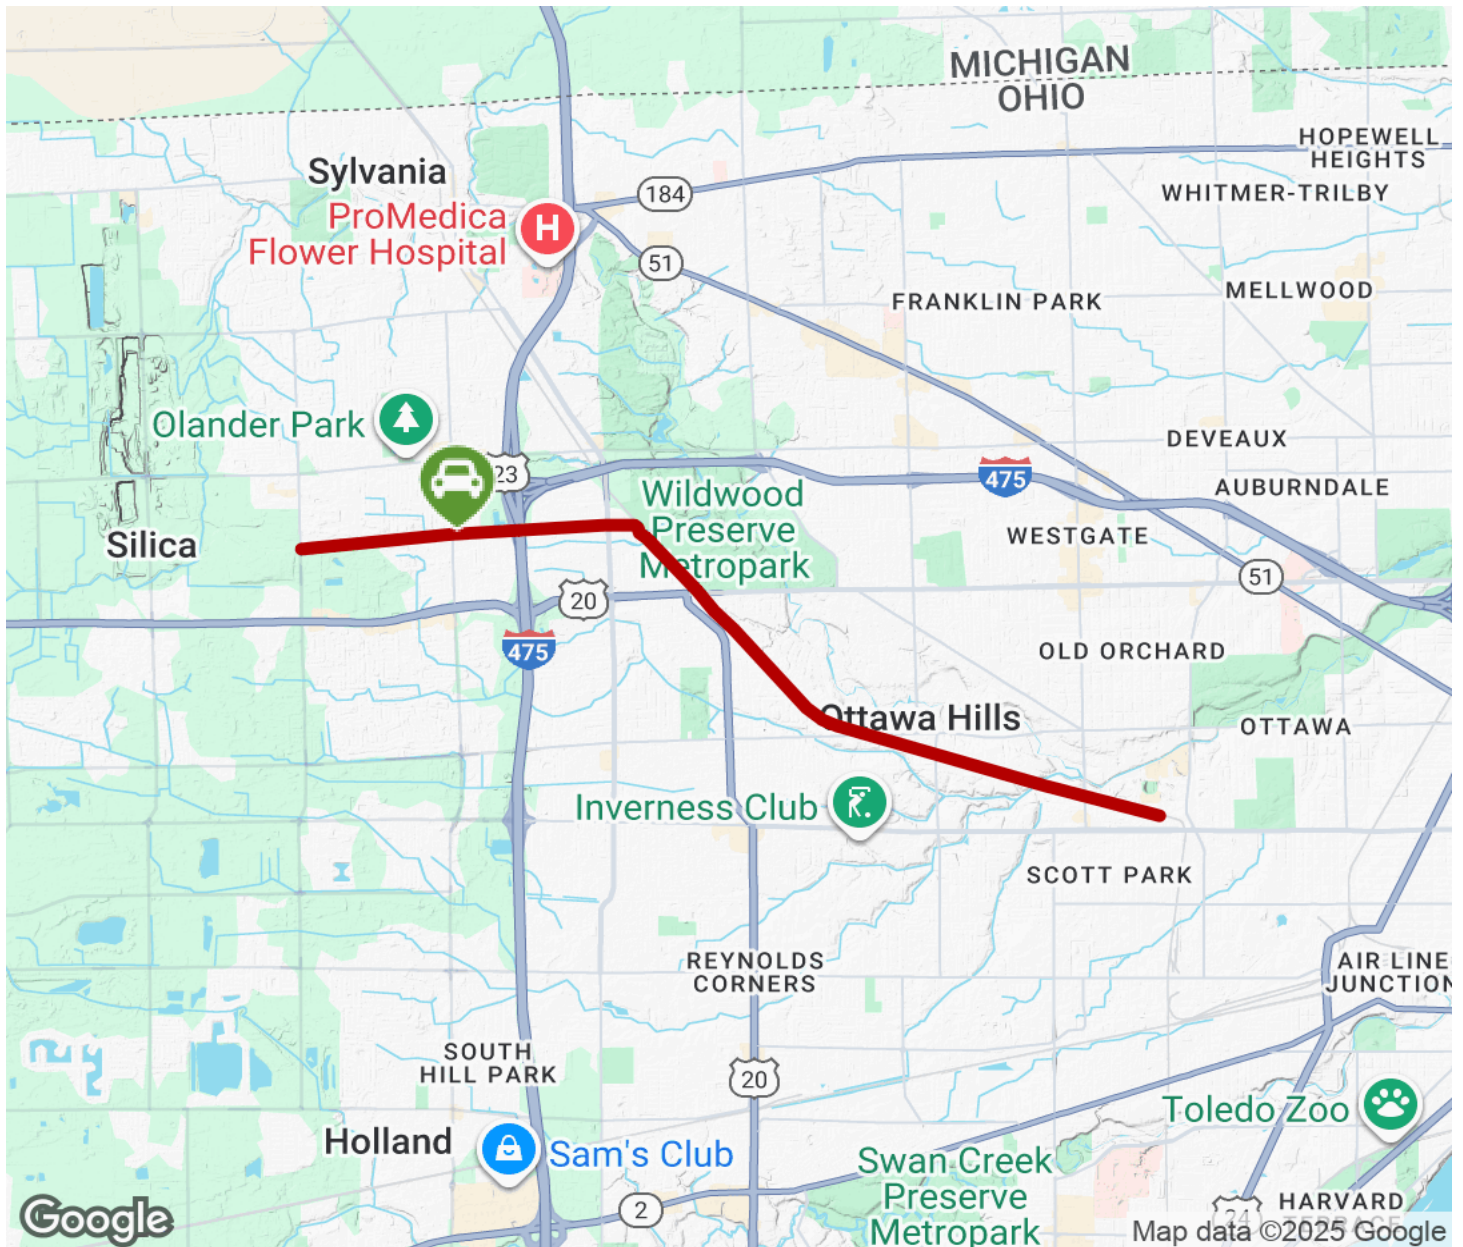 MICHIGAN
OHIO
HOPEWELL
HEIGHTS
Sylvania
184
WHITMER-TRILBY
ProMedica
Flower Hospital
H
51
FRANKLIN PARK
MELLWOOD
Olander Park
DEVEAUX
23
475
Wildwood
Preserve
Metropark
AUBURNDALE
Silica
WESTGATE
20
51
475
OLD ORCHARD
Ottawa Hills
OTTAWA
Inverness Club
SCOTT PARK
REYNOLDS
CORNERS
AIR LINE
JUNCTION
SOUTH
HILL PARK
20
Toledo Zoo
Holland
Sam's Club
Swan Creek
Preserve
Metropark
2
24
HARVARD
TERRACE
Google
Map data ©2025 Google